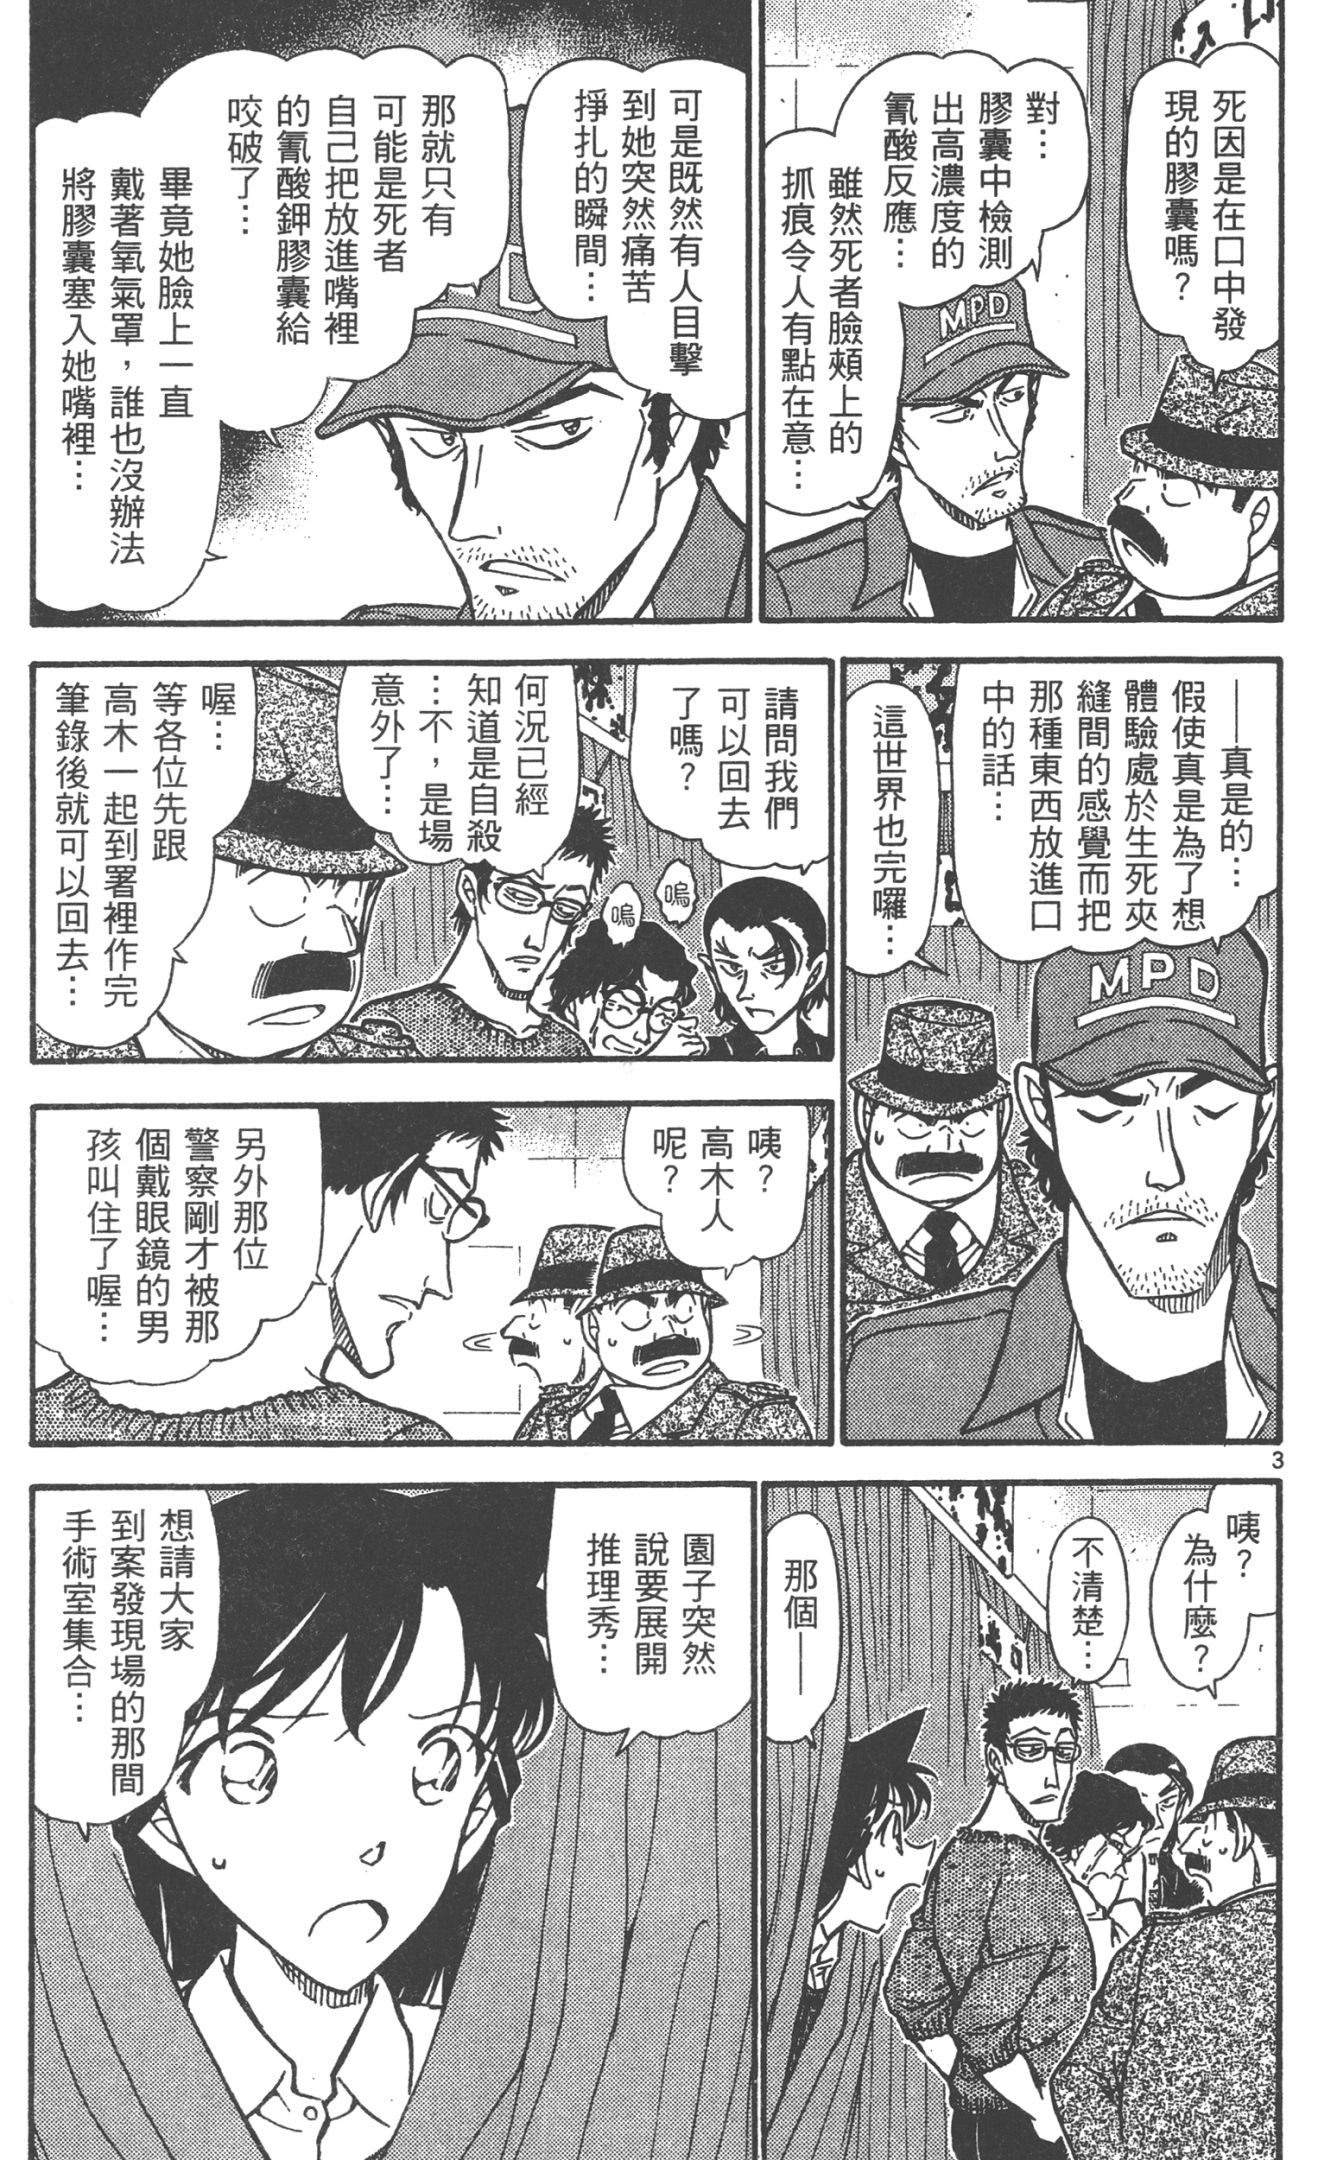 死因是在口中發
現的膠囊嗎？
對…
膠囊中檢測
出高濃度的
氰酸反應…
雖然死者臉頰上的
抓痕令人有點在意…
MPD
可是既然有人目擊
到她突然痛苦
掙扎的瞬間…
那就只有
可能是死者
自己把放進嘴裡
的氰酸鉀膠囊給
咬破了…
畢竟她臉上一直
戴著氧氣罩，誰也沒辦法
將膠囊塞入她嘴裡…
——真是的…
假使真是為了想
體驗處於生死夾
縫間的感覺而把
那種東西放進口
中的話…
這世界也完囉…
MPD
請問我們
可以回去
了嗎？
何況已經
知道是自殺
…不，是場
意外了…
嗚
嗚
喔…
等各位先跟
高木一起到署裡作完
筆錄後就可以回去…
咦？
高木人
呢？
另外那位
警察剛才被那
個戴眼鏡的男
孩叫住了喔…
3
咦？
為什麼？
不清楚…
那個——
園子突然
說要展開
推理秀…
想請大家
到案發現場的那間
手術室集合…